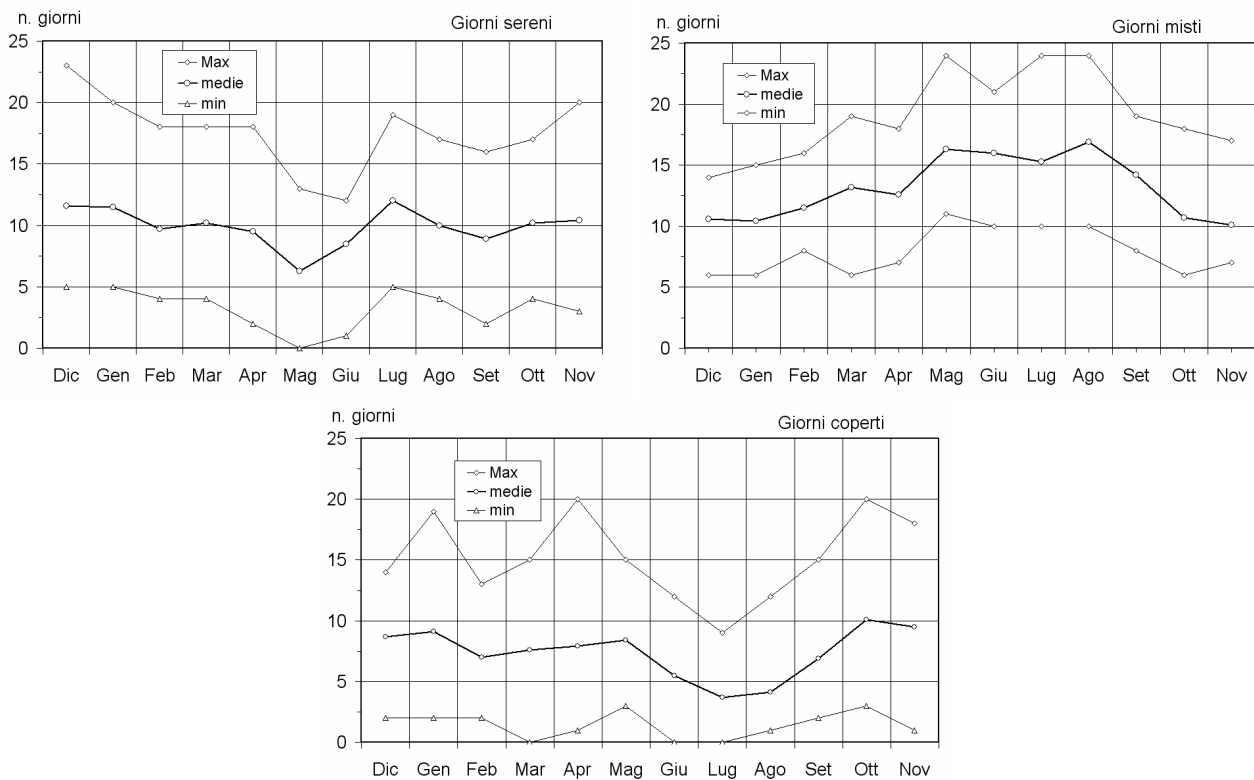 n. giorni
Giorni sereni
25
20
15
10
5
0
Max
medie
min
Dic Gen Feb Mar Apr Mag Giu Lug Ago Set Ott Nov
n. giorni
Giorni misti
25
20
15
10
5
0
Max
medie
min
Dic Gen Feb Mar Apr Mag Giu Lug Ago Set Ott Nov
n. giorni
Giorni coperti
25
20
15
10
5
0
Max
medie
min
Dic Gen Feb Mar Apr Mag Giu Lug Ago Set Ott Nov